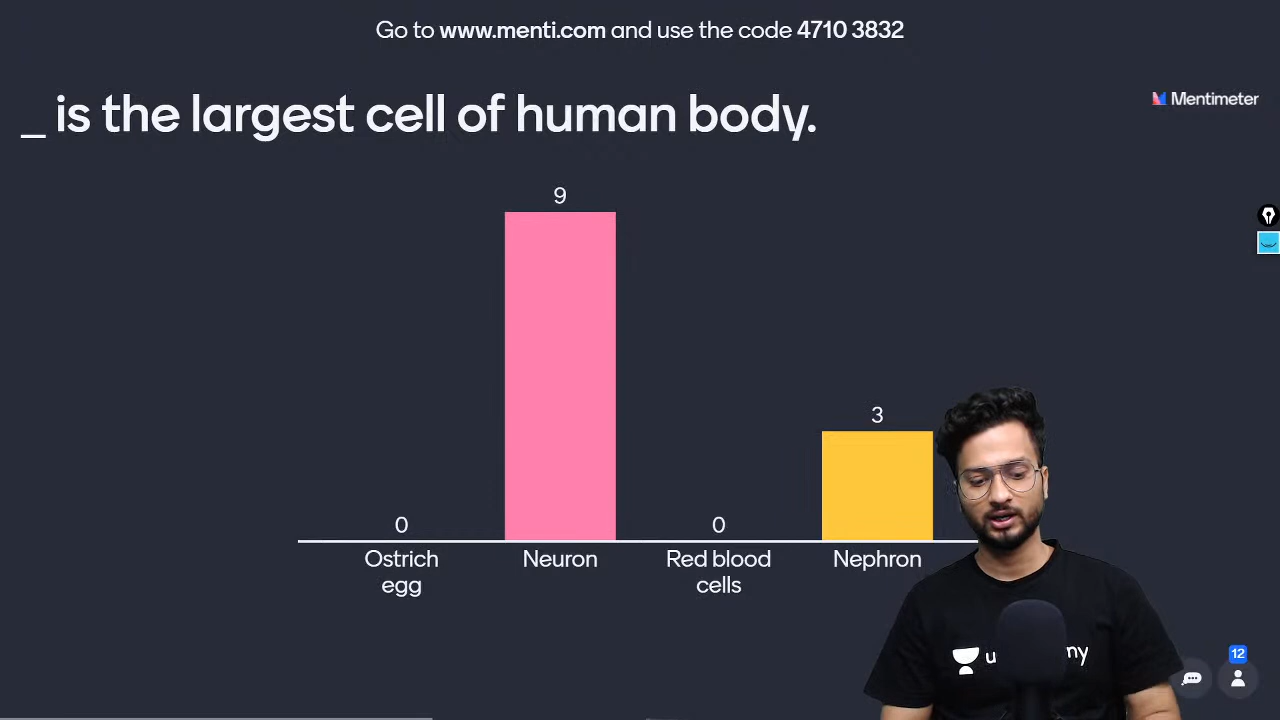 Go to www.menti.com and use the code 4710 3832
_ is the largest cell of human body.
Mentimeter
9
3
0
0
Ostrich
egg
Neuron
Red blood
cells
Nephron
12